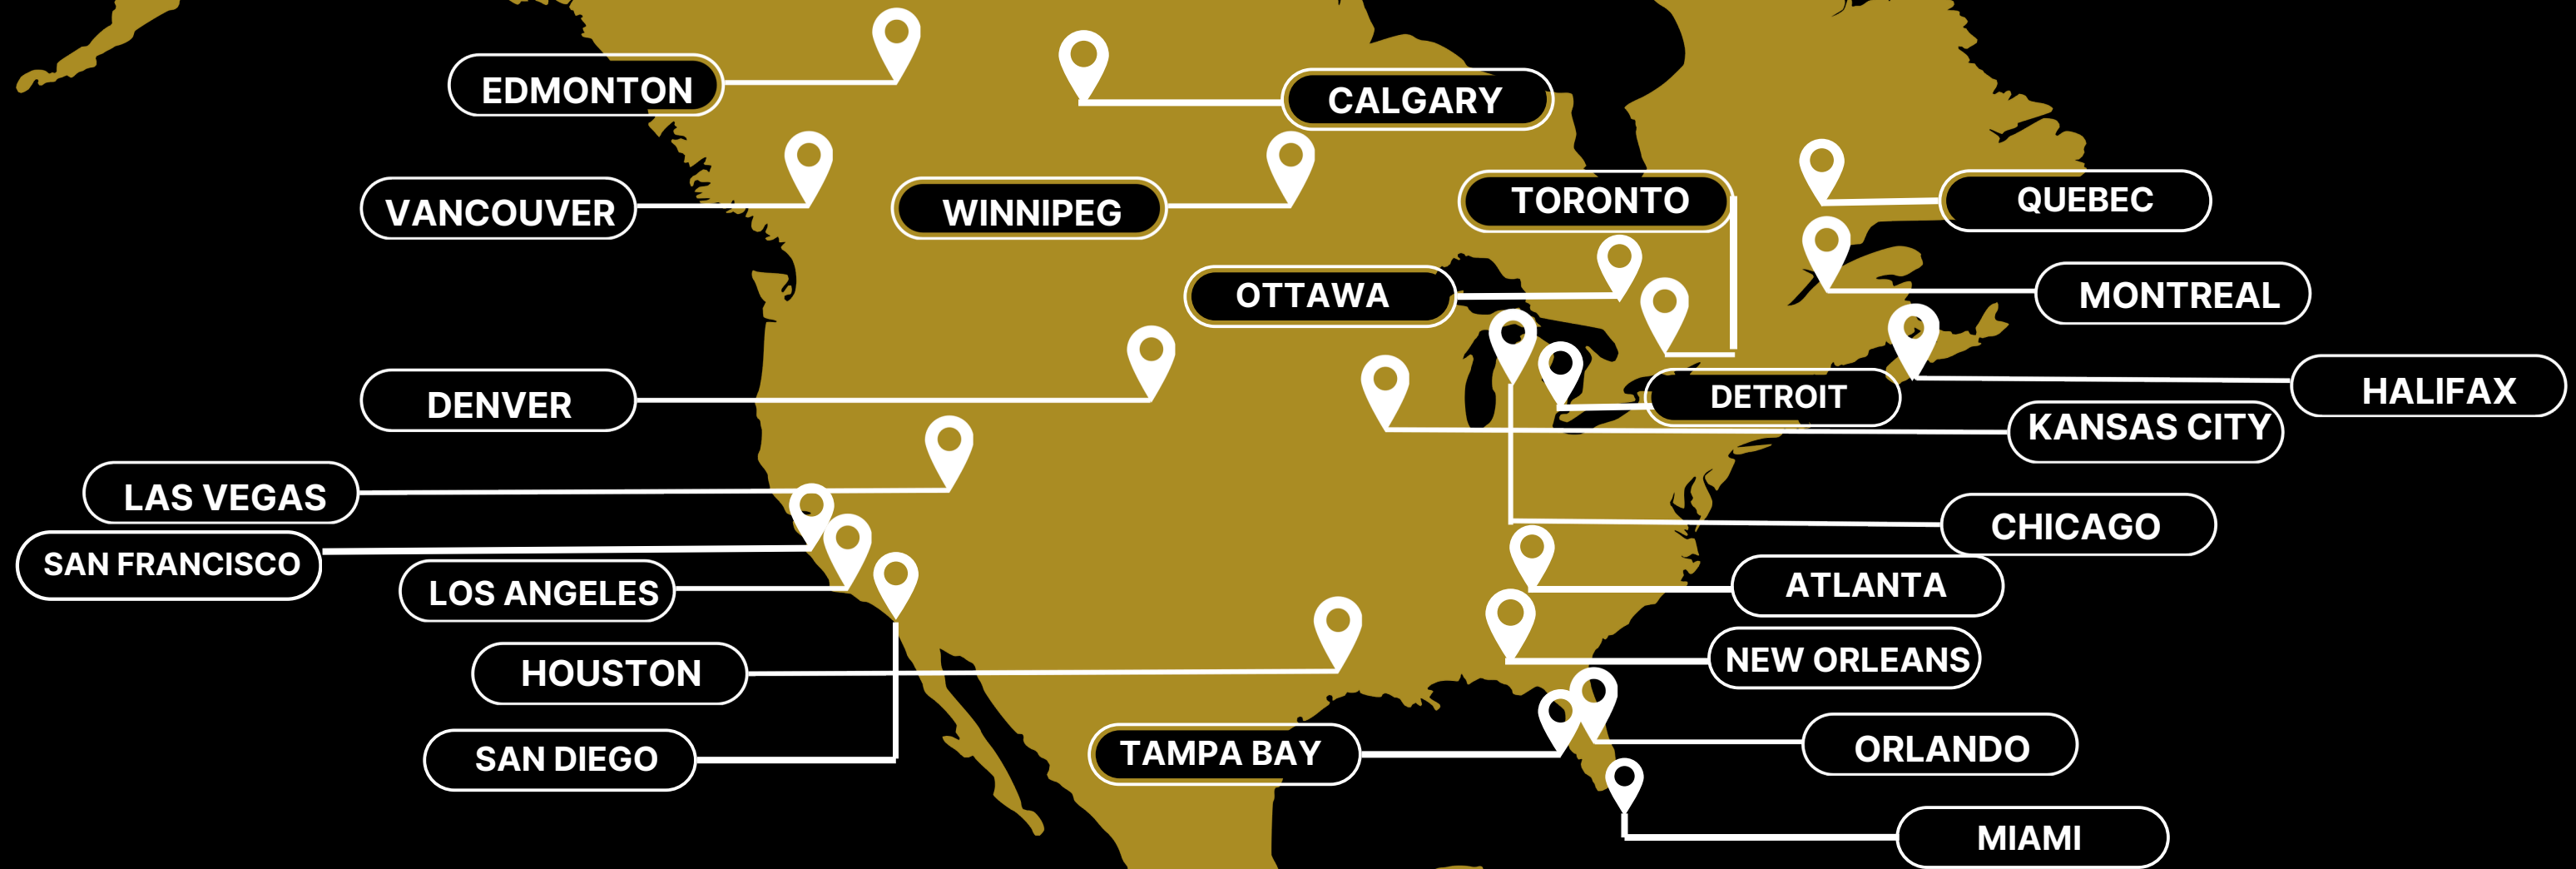 EDMONTON
CALGARY
VANCOUVER
WINNIPEG
TORONTO
QUEBEC
OTTAWA
MONTREAL
DENVER
DETROIT
HALIFAX
KANSAS CITY
LAS VEGAS
CHICAGO
SAN FRANCISCO
LOS ANGELES
ATLANTA
HOUSTON
NEW ORLEANS
SAN DIEGO
TAMPA BAY
ORLANDO
MIAMI